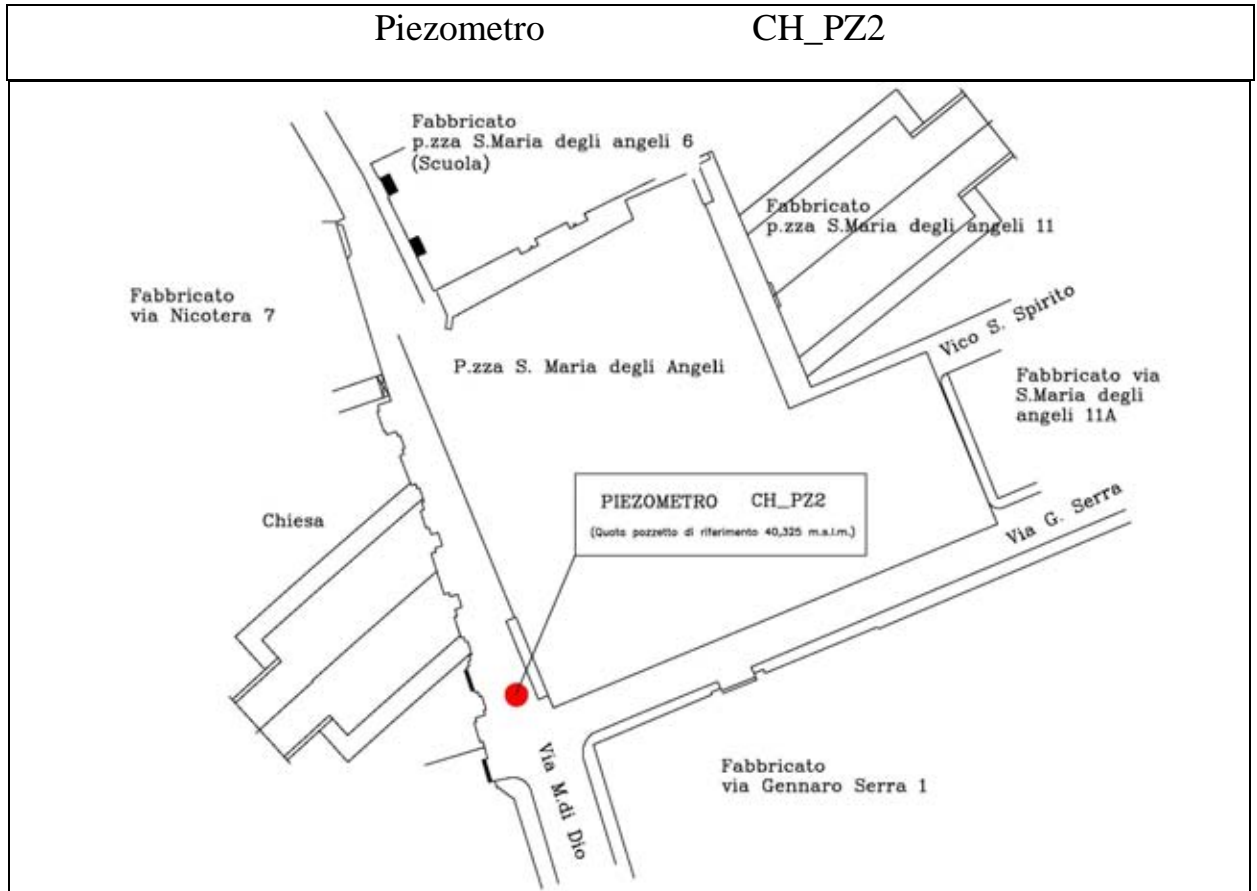 Piezometro CH_PZ2
Fabbricato
p.zza S.Maria degli angeli 6
(Scuola)
Fabbricato
p.zza S.Maria degli angeli 11
Fabbricato
via Nicotera 7
Vico S. Spirito
P.zza S. Maria degli Angeli
Fabbricato via
S.Maria degli
angeli 11A
PIEZOMETRO CH_PZ2
(Quota pozzetto di riferimento 40,325 m.s.l.m.)
Chiesa
Via G. Serra
Via M.di Dio
Fabbricato
via Gennaro Serra 1